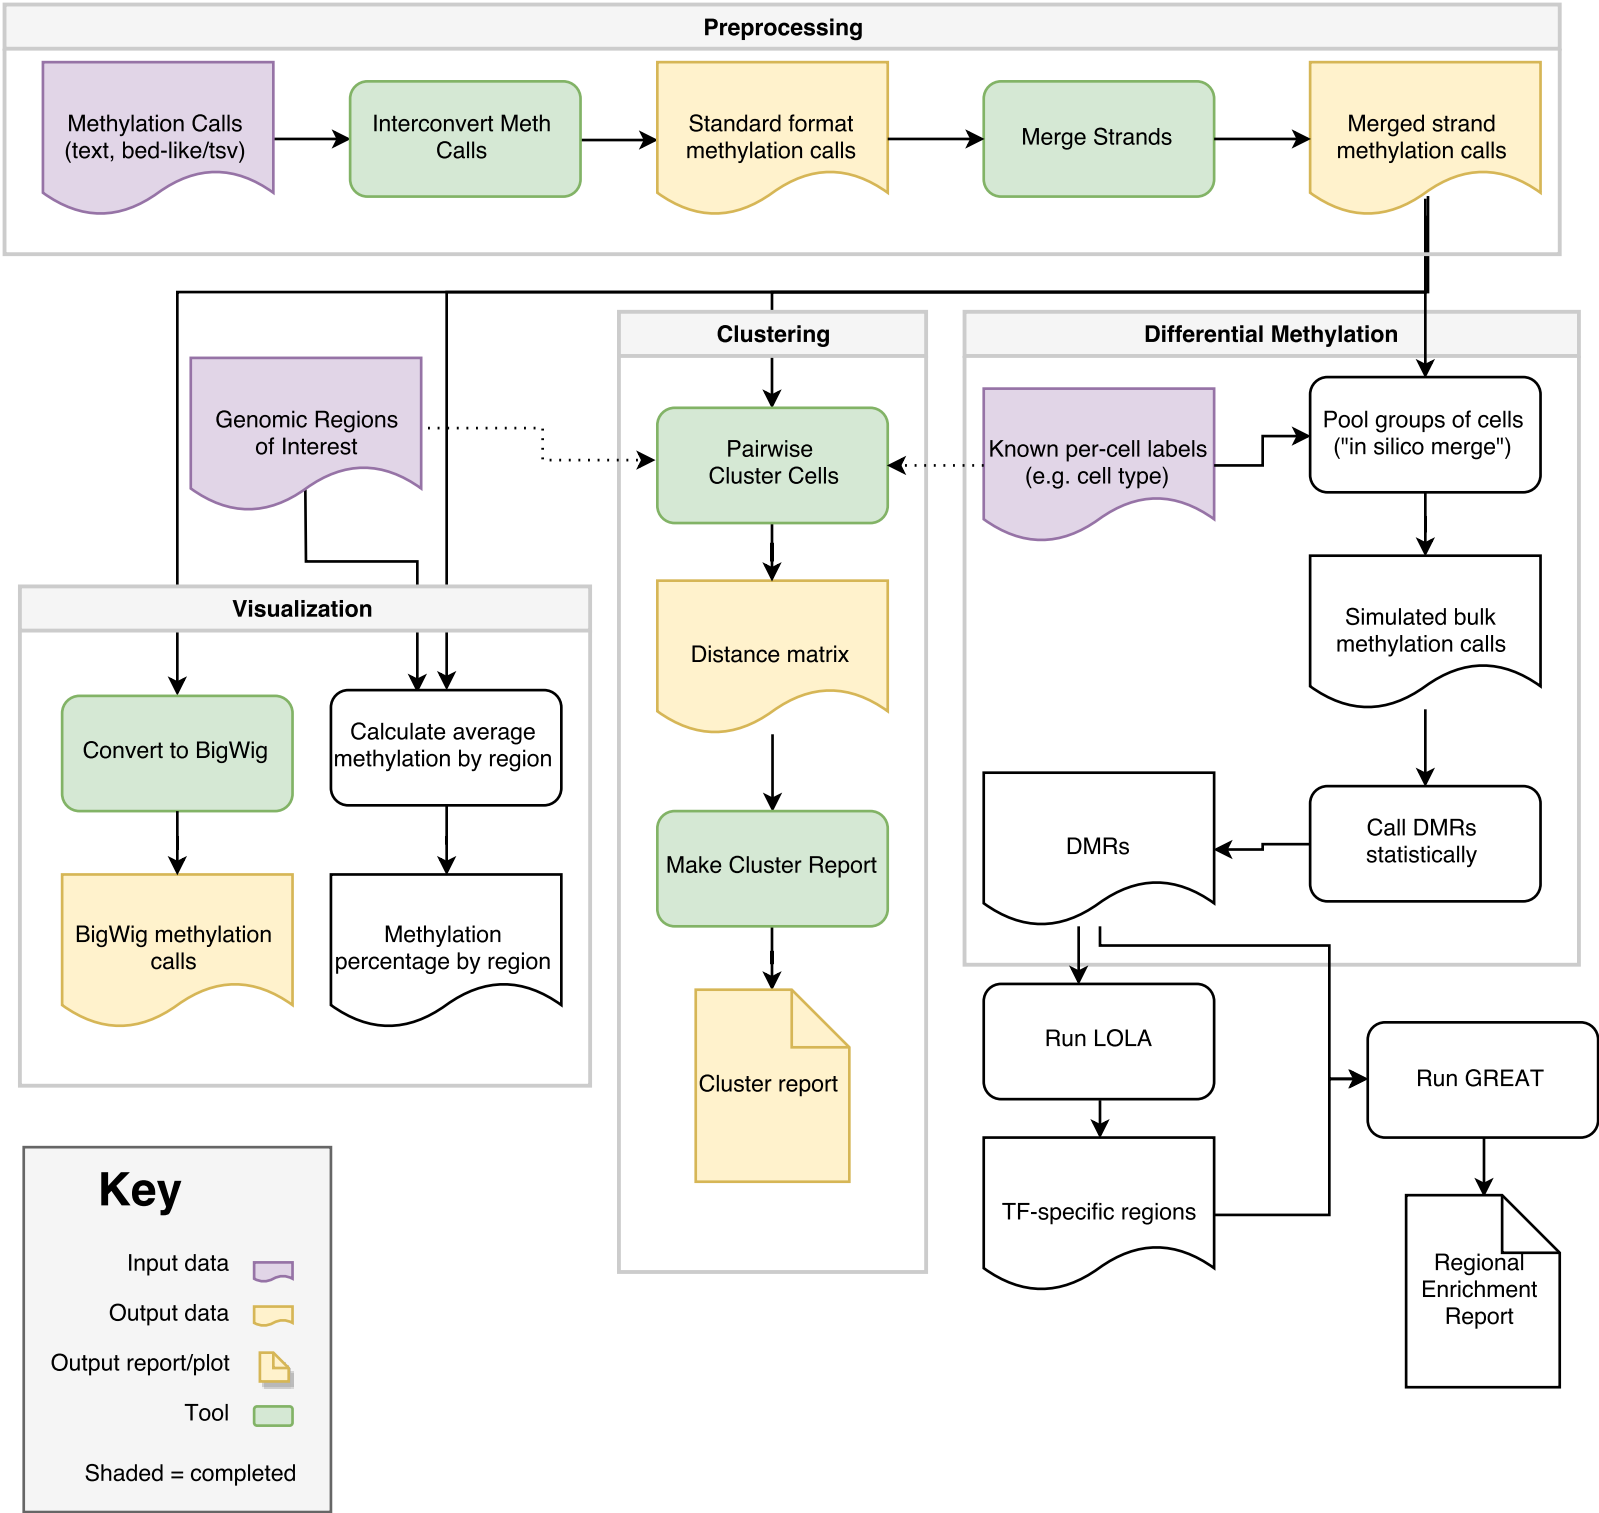 Preprocessing
Methylation Calls
(text, bed-like/tsv)
Interconvert Meth
Calls
Standard format
methylation calls
Merge Strands
Merged strand
methylation calls
Clustering
Differential Methylation
Genomic Regions
of Interest
Pairwise
Cluster Cells
Known per-cell labels
(e.g. cell type)
Pool groups of cells
("in silico merge")
Visualization
Distance matrix
Simulated bulk
methylation calls
Convert to BigWig
Calculate average
methylation by region
Make Cluster Report
DMRs
Call DMRs
statistically
BigWig methylation
calls
Methylation
percentage by region
Cluster report
Run LOLA
Run GREAT
TF-specific regions
Regional
Enrichment
Report
Key
Input data
Output data
Output report/plot
Tool
Shaded = completed